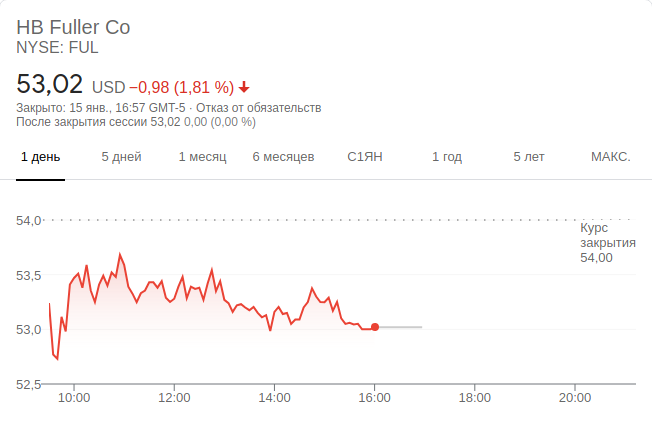 HB Fuller Co
NYSE: FUL
53,02 USD −0,98 (1,81 %)
Закрыто: 15 янв., 16:57 GMT-5 · Отказ от обязательств
После закрытия сессии 53,02 0,00 (0,00 %)
1 день 5 дней 1 месяц 6 месяцев С1ЯН 1 год 5 лет МАКС.
54,0
Курс
закрытия
54,00
53,5
53,0
52,5
10:00 12:00 14:00 16:00 18:00 20:00